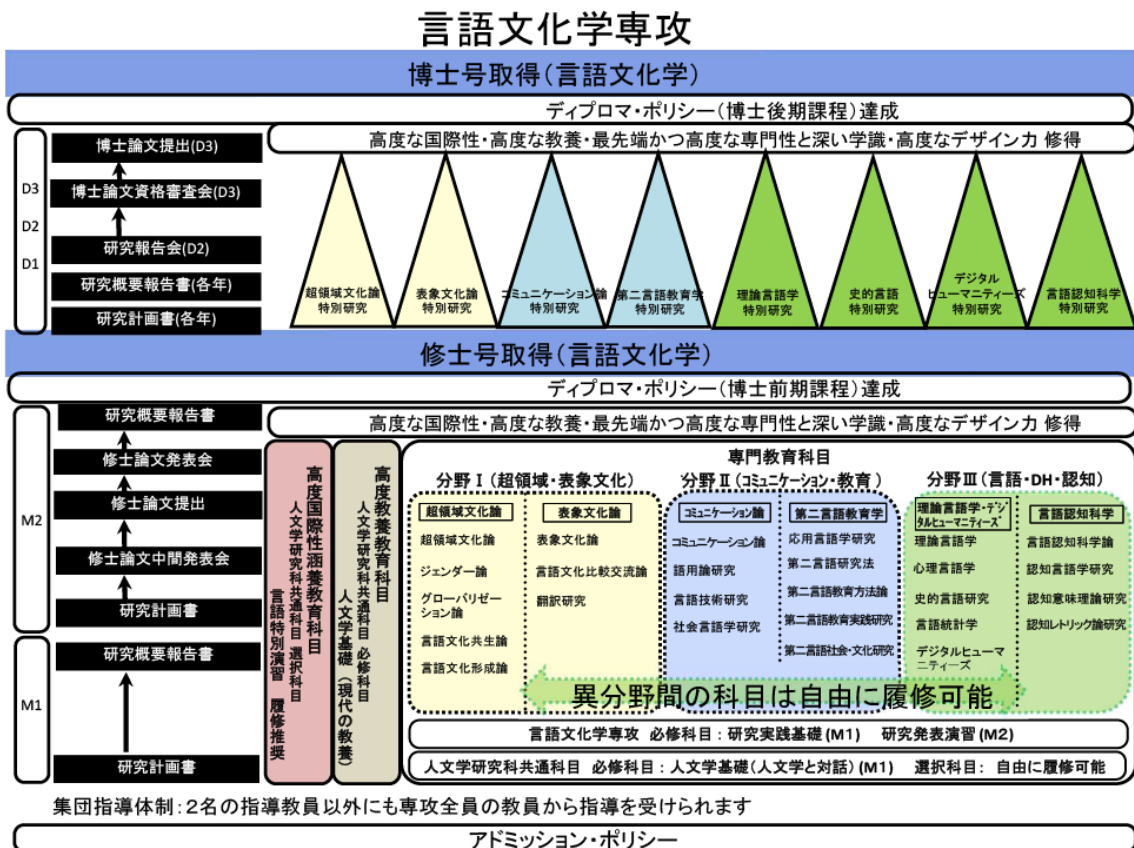 言語文化学専攻
博士号取得(言語文化学)
ディプロマ・ポリシー(博士後期課程)達成
高度な国際性・高度な教養・最先端かつ高度な専門性と深い学識・高度なデザイン力 修得
D3
D2
D1
博士論文提出(D3)
博士論文資格審査会(D3)
研究報告会(D2)
研究概要報告書(各年)
研究計画書(各年)
超領域文化論
特別研究
表象文化論
特別研究
コミュニケーション論
特別研究
第二言語教育学
特別研究
理論言語学
特別研究
史的言語
特別研究
デジタル
ヒューマニティーズ
特別研究
言語認知科学
特別研究
修士号取得(言語文化学)
ディプロマ・ポリシー(博士前期課程)達成
高度な国際性・高度な教養・最先端かつ高度な専門性と深い学識・高度なデザイン力 修得
M2
M1
研究概要報告書
修士論文発表会
修士論文提出
修士論文中間発表会
研究計画書
研究概要報告書
研究計画書
高度国際性涵養教育科目
人文学研究科共通科目 選択科目
言語特別演習 履修推奨
高度教養教育科目
人文学研究科共通科目 必修科目
人文学基礎(現代の教養)
専門教育科目
分野Ⅰ(超領域・表象文化)
超領域文化論
超領域文化論
ジェンダー論
グローバリゼー
ション論
言語文化共生論
言語文化形成論
表象文化論
表象文化論
言語文化比較交流論
翻訳研究
分野Ⅱ(コミュニケーション・教育)
コミュニケーション論
コミュニケーション論
語用論研究
言語技術研究
社会言語学研究
第二言語教育学
応用言語学研究
第二言語研究法
第二言語教育方法論
第二言語教育実践研究
第二言語社会・文化研究
分野Ⅲ(言語・DH・認知)
理論言語学・デジ
タルヒューマニティーズ
理論言語学
心理言語学
史的言語研究
言語統計学
デジタルヒューマ
ニティーズ
言語認知科学
言語認知科学論
認知言語学研究
認知意味理論研究
認知レトリック論研究
異分野間の科目は自由に履修可能
言語文化学専攻 必修科目:研究実践基礎(M1) 研究発表演習(M2)
人文学研究科共通科目 必修科目:人文学基礎(人文学と対話)(M1) 選択科目: 自由に履修可能
集団指導体制:2名の指導教員以外にも専攻全員の教員から指導を受けられます
アドミッション・ポリシー